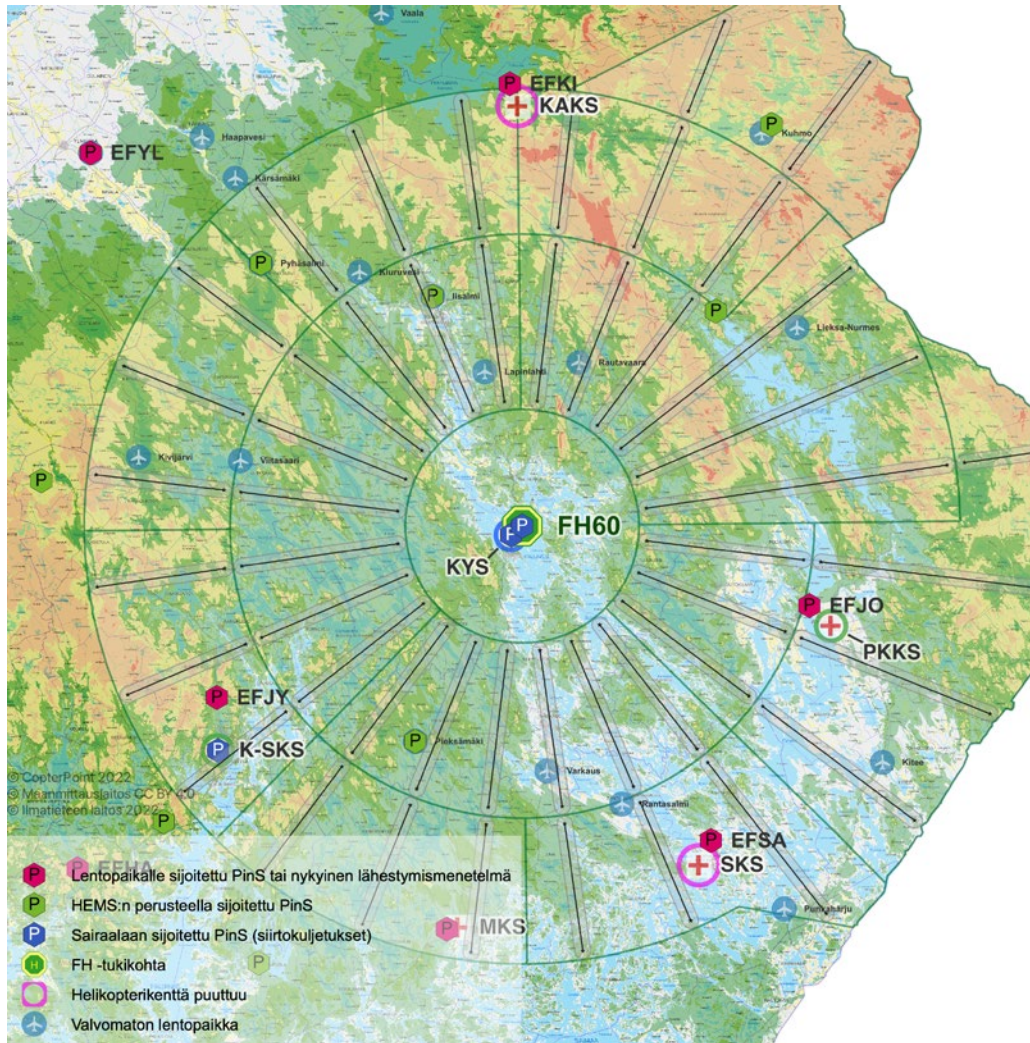 Vaala
P EFKI
KAKS
P
Kuhmo
Haapavesi
P EFYL
Kärsämäki
P
Pyhäsalmi
Kiuruvesi
P
Iisalmi
P
Lieksa-Nurmes
Lapinlahti
Rautavaara
Kivijärvi
Viitasaari
P
P P FH60
KYS
P EFJO
PKKS
P EFJY
P K-SKS
P
Pieksämäki
Varkaus
Kitee
Rantasalmi
P EFSA
SKS
Punkaharju
© CopterPoint 2022
© Maanmittauslaitos CC BY 4.0
© Ilmatieteen laitos 2022
P
P EFHA
P MKS
P
P Lentopaikalle sijoitettu PinS tai nykyinen lähestymismenetelmä
P HEMS:n perusteella sijoitettu PinS
P Sairaalaan sijoitettu PinS (siirtokuljetukset)
H FH -tukikohta
Helikopterikenttä puuttuu
Valvomaton lentopaikka